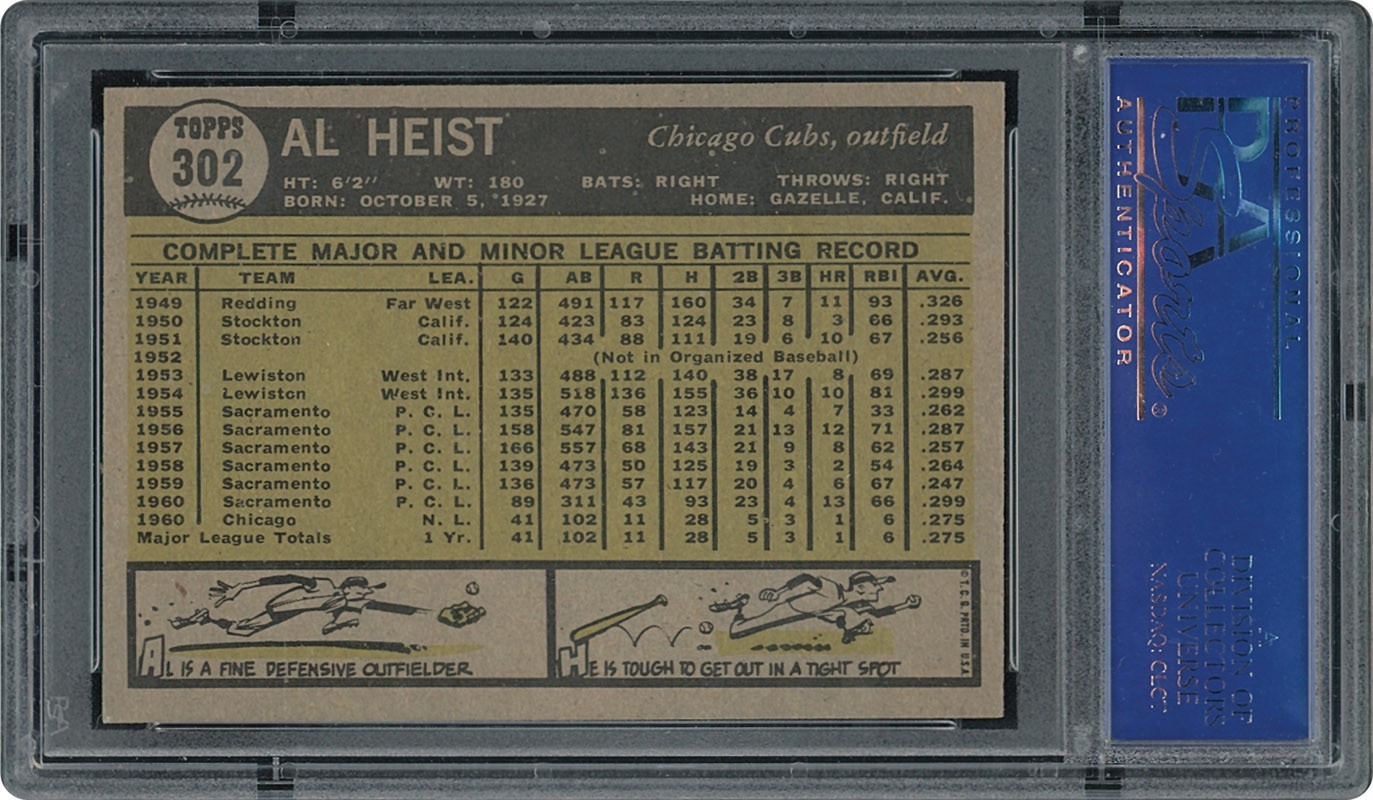 TOPPS
302
AL HEIST
Chicago Cubs, outfield
HT: 6'2" WT: 180 BATS: RIGHT THROWS: RIGHT
BORN: OCTOBER 5, 1927 HOME: GAZELLE, CALIF.
COMPLETE MAJOR AND MINOR LEAGUE BATTING RECORD
YEAR TEAM LEA. G AB R H 2B 3B HR RBI AVG.
1949 Redding Far West 122 491 117 160 34 7 11 93 .326
1950 Stockton Calif. 124 423 83 124 23 8 3 66 .293
1951 Stockton Calif. 140 434 88 111 19 6 10 67 .256
1952 (Not in Organized Baseball)
1953 Lewiston West Int. 133 488 112 140 38 17 8 69 .287
1954 Lewiston West Int. 135 518 136 155 36 10 10 81 .299
1955 Sacramento P. C. L. 135 470 58 123 14 4 7 33 .262
1956 Sacramento P. C. L. 158 547 81 157 21 13 12 71 .287
1957 Sacramento P. C. L. 166 557 68 143 21 9 8 62 .257
1958 Sacramento P. C. L. 139 473 50 125 19 3 2 54 .264
1959 Sacramento P. C. L. 136 473 57 117 20 4 6 67 .247
1960 Sacramento P. C. L. 89 311 43 93 23 4 13 66 .299
1960 Chicago N. L. 41 102 11 28 5 3 1 6 .275
Major League Totals 1 Yr. 41 102 11 28 5 3 1 6 .275
AL IS A FINE DEFENSIVE OUTFIELDER
HE IS TOUGH TO GET OUT IN A TIGHT SPOT
© T. C. G. PRTD. IN U.S.A.
PROFESSIONAL
PSA
Sports
AUTHENTICATOR
®
A
DIVISION OF
COLLECTORS
UNIVERSE
NASDAQ: CLCT
PSA